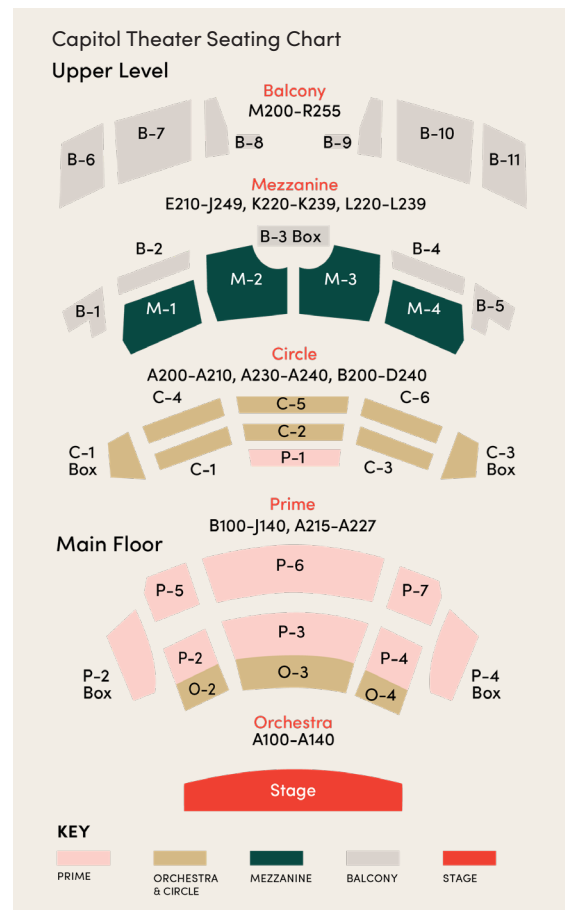 Capitol Theater Seating Chart
Upper Level
Balcony
M200-R255
B-6
B-7
B-8
B-9
B-10
B-11
Mezzanine
E210-J249, K220-K239, L220-L239
B-3 Box
B-2
B-4
M-2
M-3
B-1
M-1
M-4
B-5
Circle
A200-A210, A230-A240, B200-D240
C-4
C-5
C-6
C-2
C-1
Box
C-1
P-1
C-3
C-3
Box
Prime
B100-J140, A215-A227
Main Floor
P-6
P-5
P-7
P-3
P-2
P-4
P-2
Box
O-2
O-3
O-4
P-4
Box
Orchestra
A100-A140
Stage
KEY
PRIME
ORCHESTRA
& CIRCLE
MEZZANINE
BALCONY
STAGE